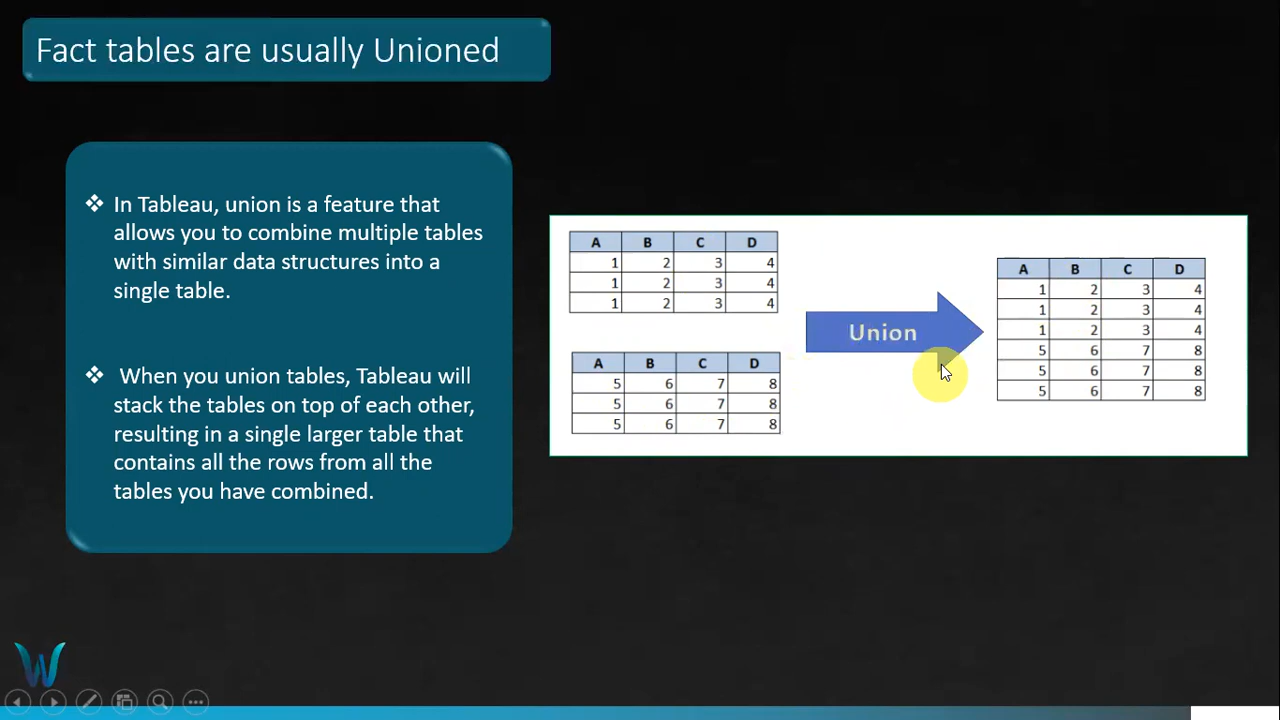 Fact tables are usually Unioned
❖ In Tableau, union is a feature that
allows you to combine multiple tables
with similar data structures into a
single table.
❖ When you union tables, Tableau will
stack the tables on top of each other,
resulting in a single larger table that
contains all the rows from all the
tables you have combined.
A B C D
1 2 3 4
1 2 3 4
1 2 3 4
A B C D
5 6 7 8
5 6 7 8
5 6 7 8
Union
A B C D
1 2 3 4
1 2 3 4
1 2 3 4
5 6 7 8
5 6 7 8
5 6 7 8
W